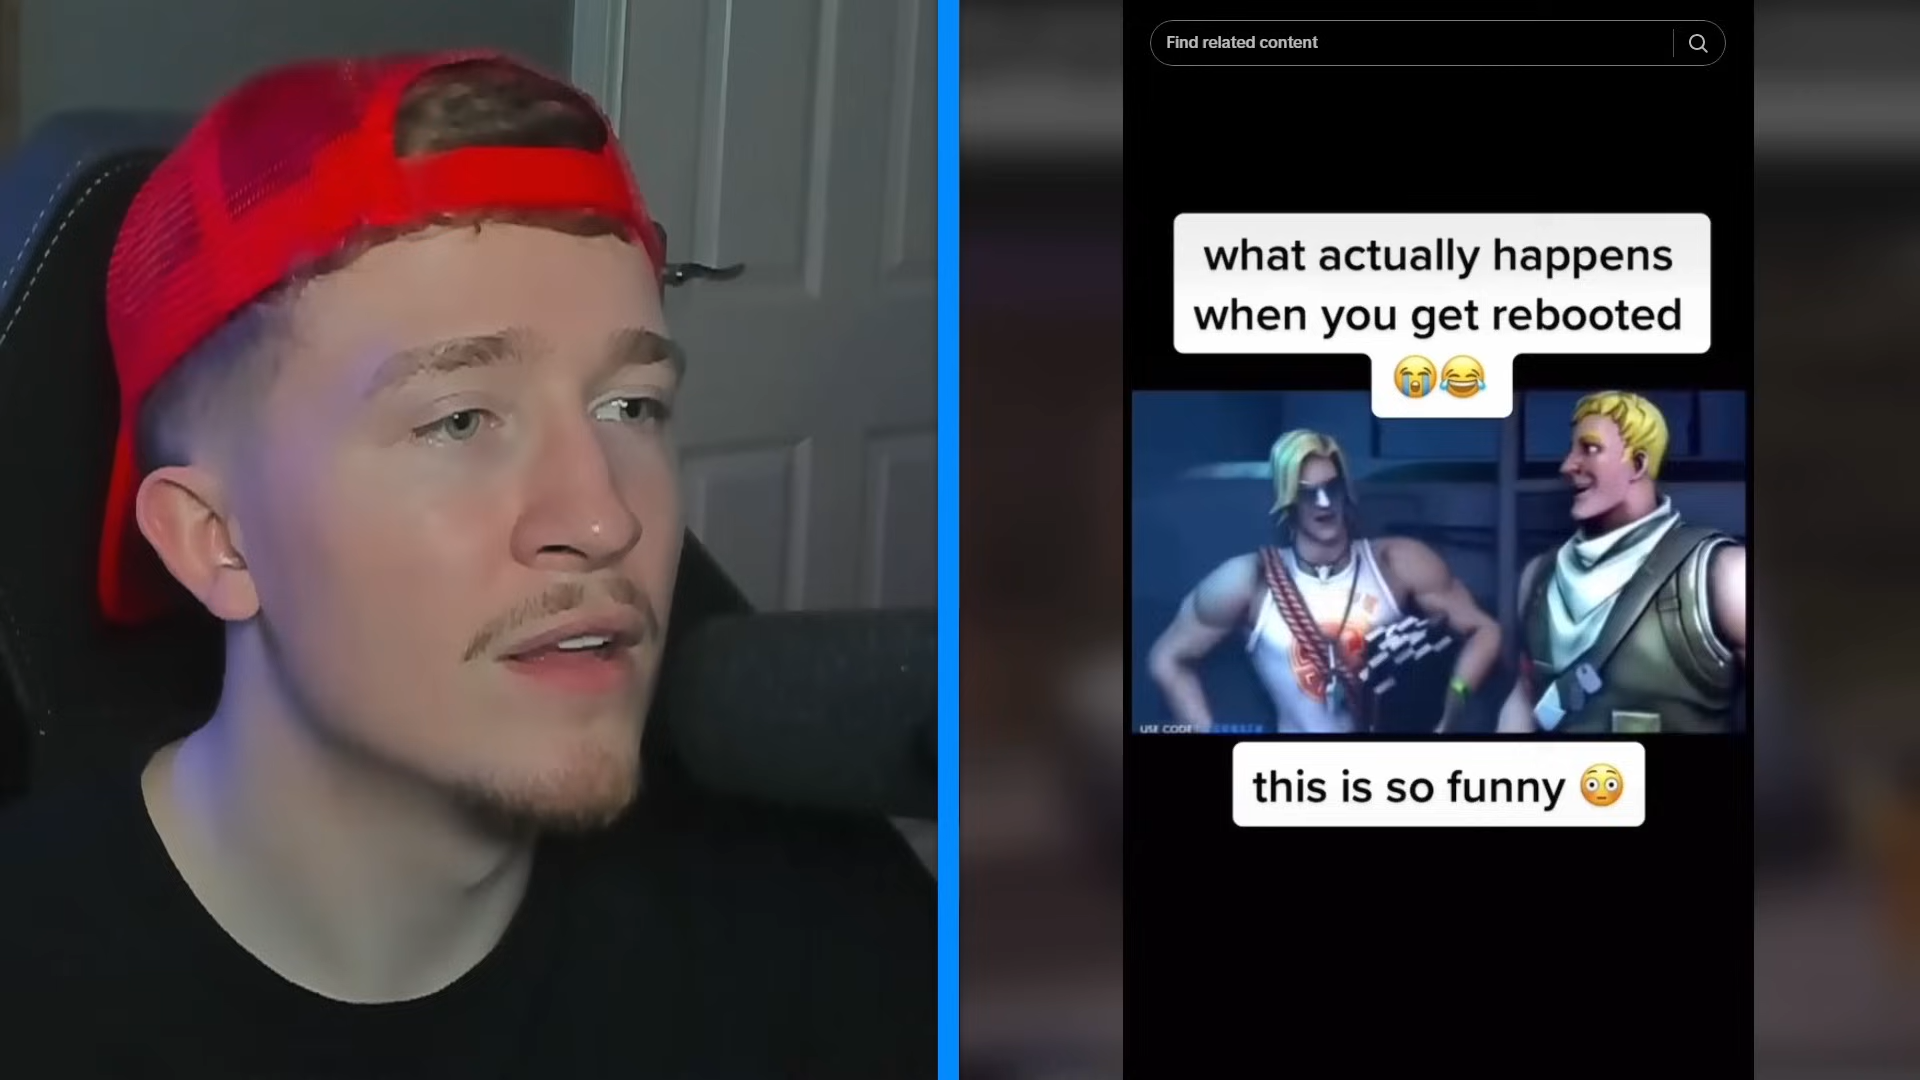 Find related content
what actually happens
when you get rebooted
😭😂
USE CODE
this is so funny 😳